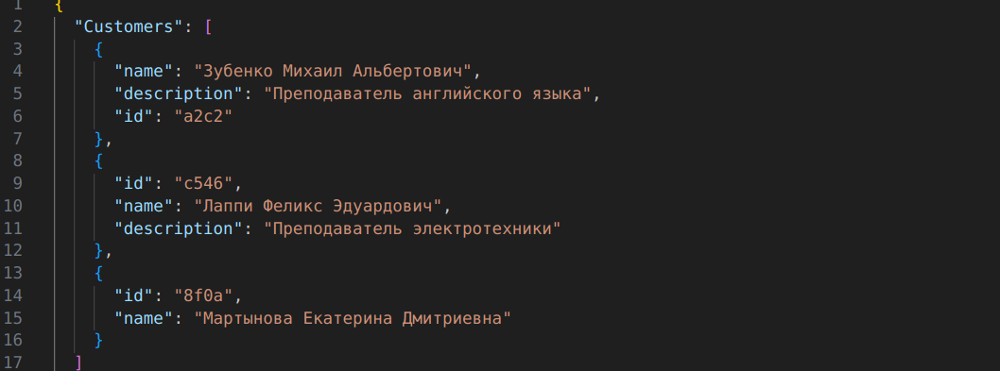 1 {
2 "Customers": [
3 {
4 "name": "Зубенко Михаил Альбертович",
5 "description": "Преподаватель английского языка",
6 "id": "a2c2"
7 },
8 {
9 "id": "c546",
10 "name": "Лаппи Феликс Эдуардович",
11 "description": "Преподаватель электротехники"
12 },
13 {
14 "id": "8f0a",
15 "name": "Мартынова Екатерина Дмитриевна"
16 }
17 ]